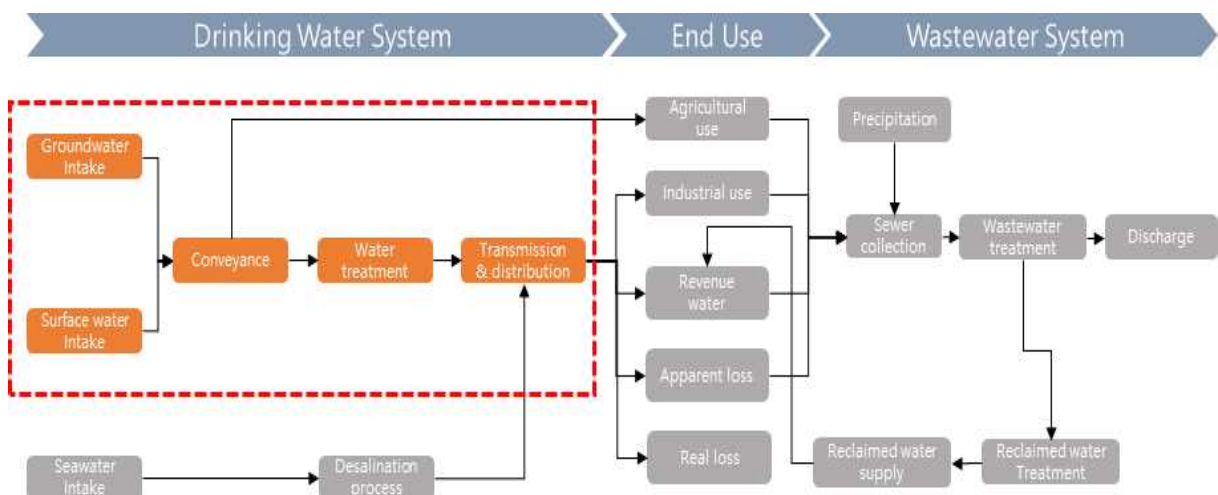 Drinking Water System
End Use
Wastewater System
Groundwater
Intake
Surface water
Intake
Conveyance
Water
treatment
Transmission
& distribution
Seawater
Intake
Desalination
process
Agricultural
use
Industrial use
Revenue
water
Apparent loss
Real loss
Precipitation
Sewer
collection
Wastewater
treatment
Discharge
Reclaimed water
supply
Reclaimed water
Treatment